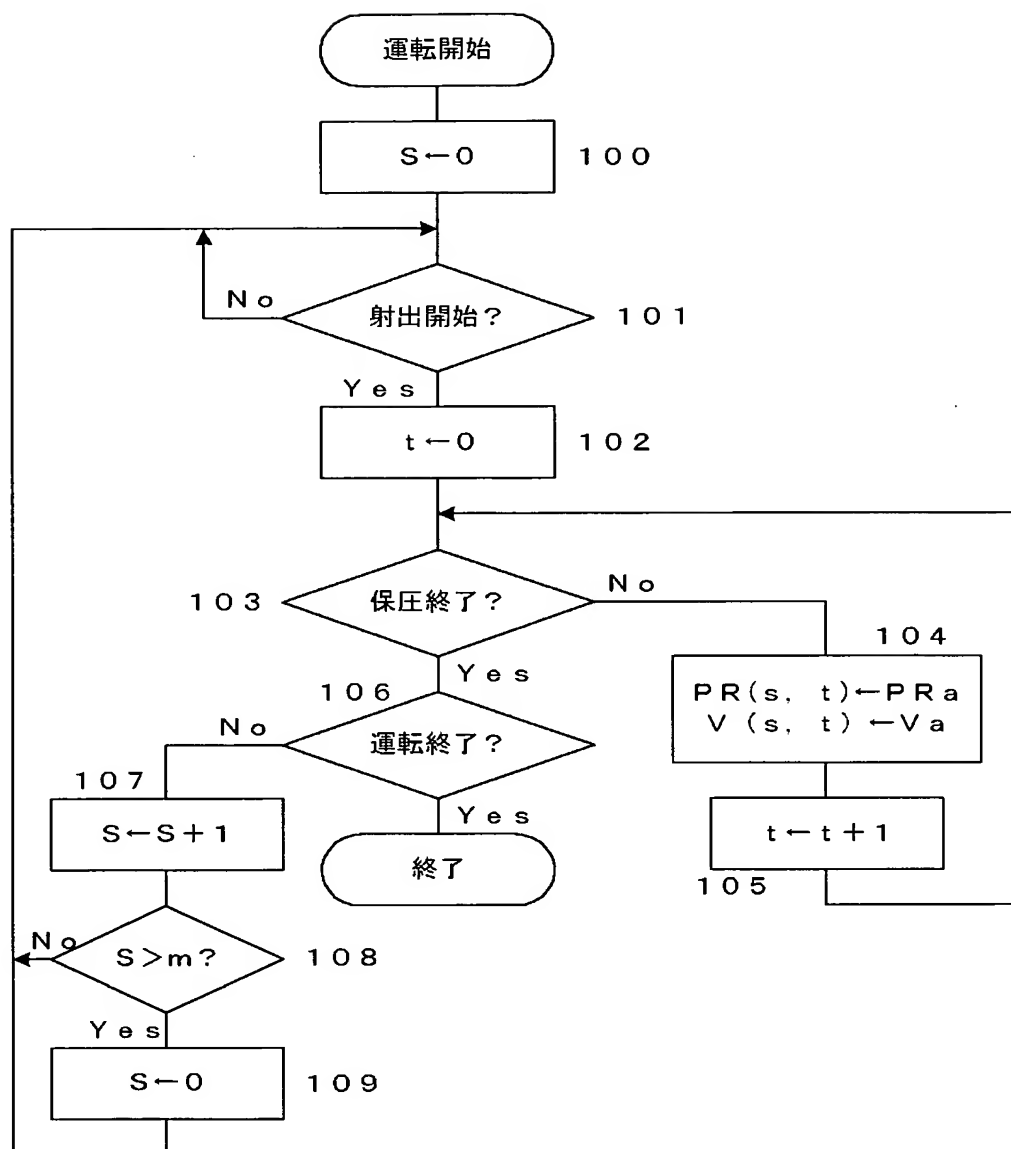 運転開始
S←0
100
No
射出開始?
101
Yes
t←0
102
103
保圧終了?
No
104
PR(s, t)←PRa
V (s, t) ←Va
t←t+1
105
Yes
106
No
運転終了?
Yes
終了
107
S←S+1
No
S>m?
108
Yes
S←0
109